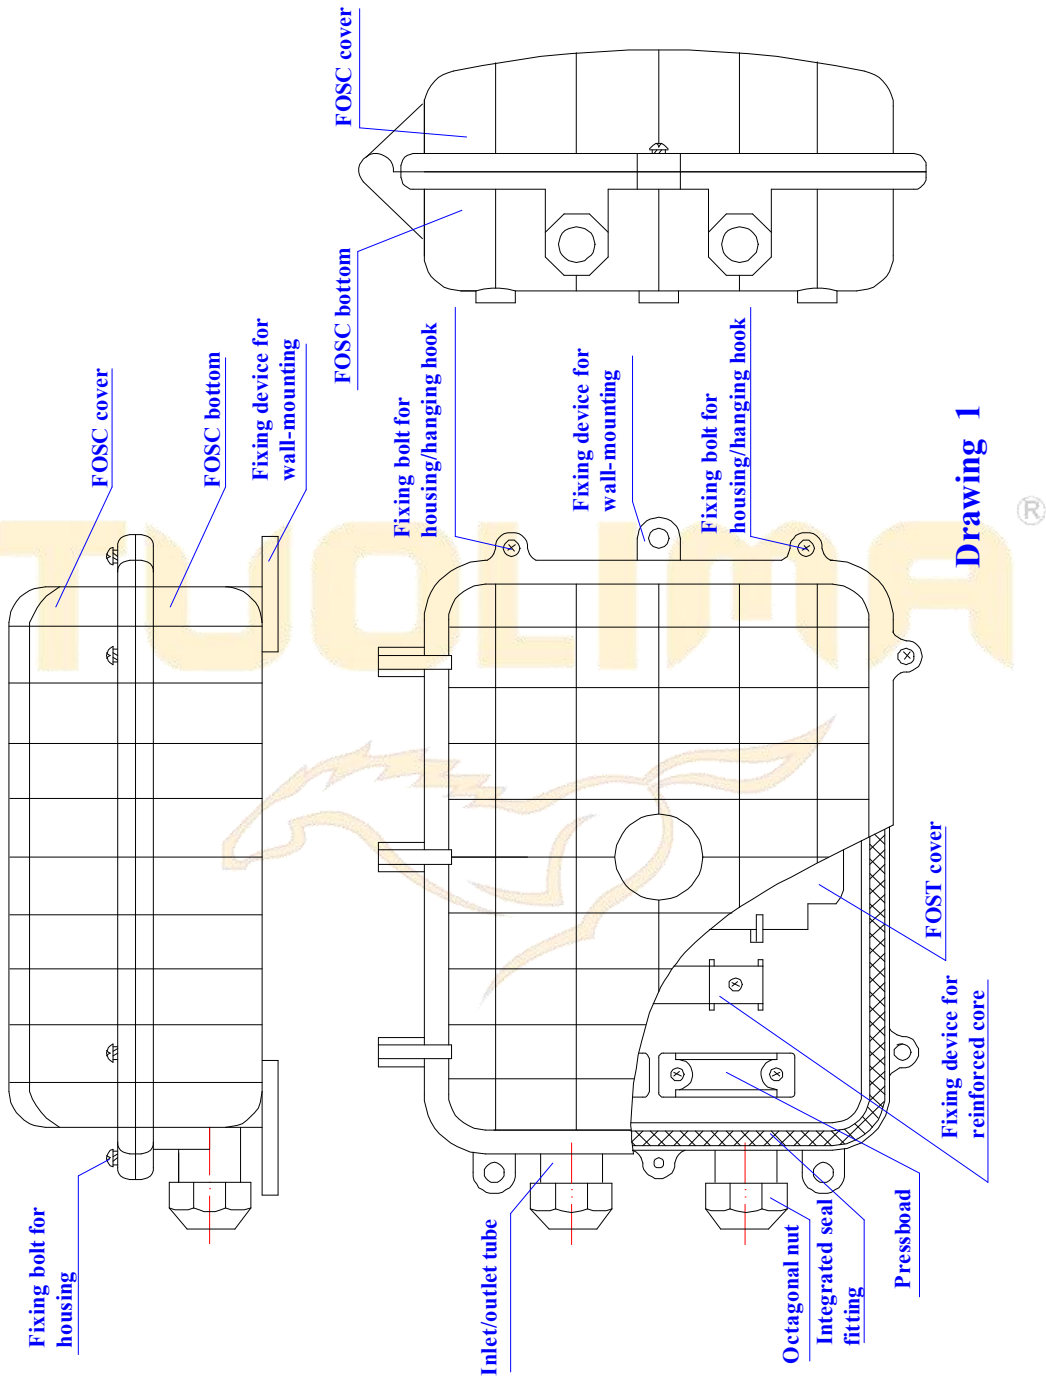 Fixing bolt for
housing
FOSC cover
FOSC bottom
Fixing device for
wall-mounting
Inlet/outlet tube
Fixing bolt for
housing/hanging hook
Fixing device for
wall-mounting
Fixing bolt for
housing/hanging hook
FOSC bottom
FOSC cover
Octagonal nut
Integrated seal
fitting
Pressboad
Fixing device for
reinforced core
FOST cover
Drawing 1
TUOLIMA
®